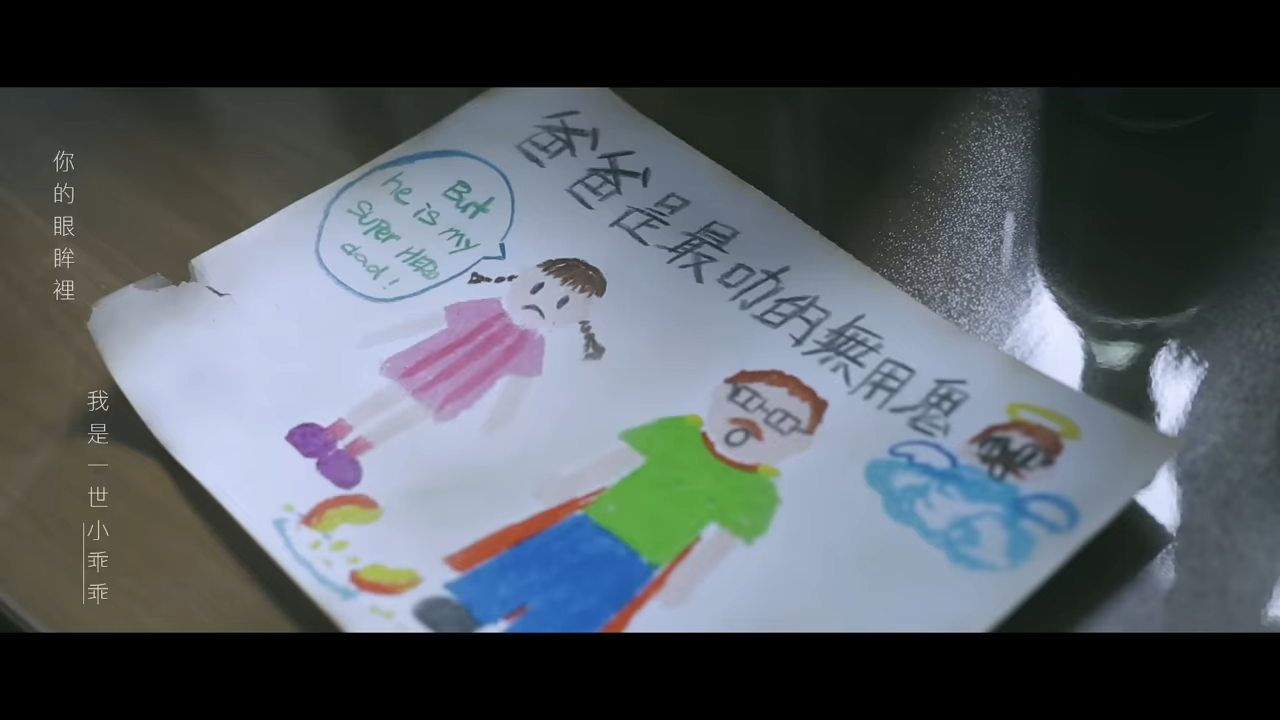 你的眼眸裡
我是一世小乖乖
爸爸是最叻的無用鬼
But
he is my
super HERO
dad!